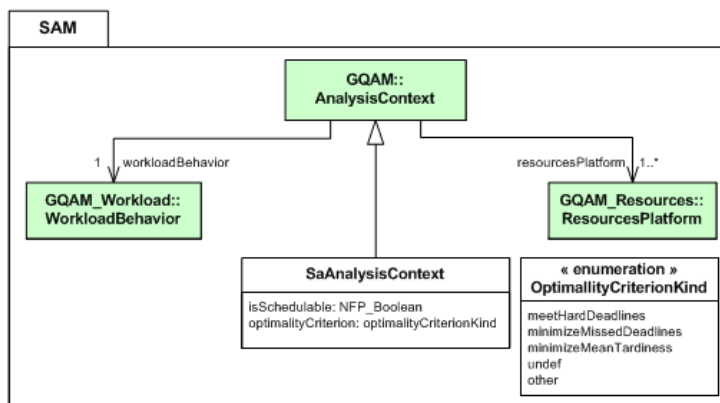 SAM
GQAM::
AnalysisContext
1 workloadBehavior
resourcesPlatform 1..*
GQAM_Workload::
WorkloadBehavior
GQAM_Resources::
ResourcesPlatform
SaAnalysisContext
isSchedulable: NFP_Boolean
optimalityCriterion: optimalityCriterionKind
« enumeration »
OptimallityCriterionKind
meetHardDeadlines
minimizeMissedDeadlines
minimizeMeanTardiness
undef
other